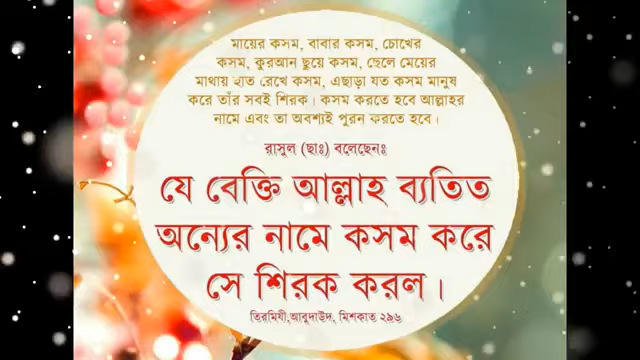 মায়ের কসম, বাবার কসম, চোখের
কসম, কুরআন ছুয়ে কসম, ছেলে মেয়ের
মাথায় হাত রেখে কসম, এছাড়া যত কসম মানুষ
করে তাঁর সবই শিরক। কসম করতে হবে আল্লাহর
নামে এবং তা অবশ্যই পুরন করতে হবে।
রাসুল (ছাঃ) বলেছেনঃ
যে বেক্তি আল্লাহ ব্যতিত
অন্যের নামে কসম করে
সে শিরক করল।
তিরমিযী,আবুদাউদ, মিশকাত ২৯৬